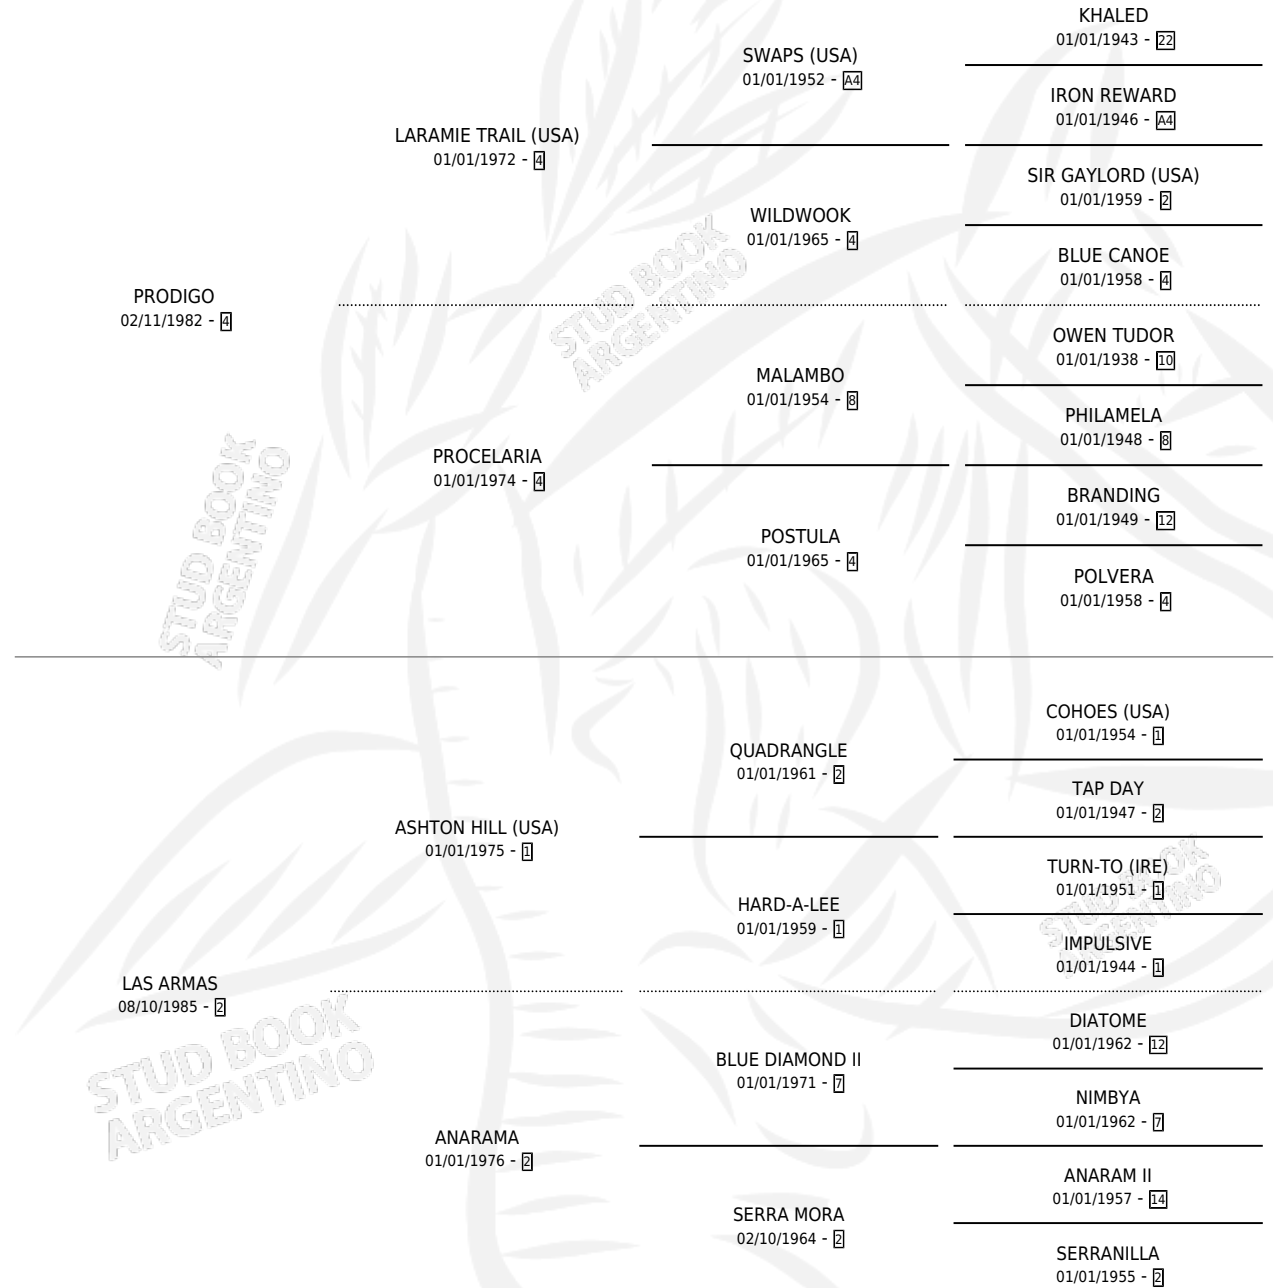 KHALED
01/01/1943 - 22
SWAPS (USA)
01/01/1952 - A4
IRON REWARD
01/01/1946 - A4
LARAMIE TRAIL (USA)
01/01/1972 - 4
SIR GAYLORD (USA)
01/01/1959 - 2
WILDWOOK
01/01/1965 - 4
BLUE CANOE
01/01/1958 - 4
PRODIGO
02/11/1982 - 4
OWEN TUDOR
01/01/1938 - 10
MALAMBO
01/01/1954 - 8
PHILAMELA
01/01/1948 - 8
PROCELARIA
01/01/1974 - 4
BRANDING
01/01/1949 - 12
POSTULA
01/01/1965 - 4
POLVERA
01/01/1958 - 4
COHOES (USA)
01/01/1954 - 1
QUADRANGLE
01/01/1961 - 2
TAP DAY
01/01/1947 - 2
ASHTON HILL (USA)
01/01/1975 - 1
TURN-TO (IRE)
01/01/1951 - 1
HARD-A-LEE
01/01/1959 - 1
IMPULSIVE
01/01/1944 - 1
LAS ARMAS
08/10/1985 - 2
DIATOME
01/01/1962 - 12
BLUE DIAMOND II
01/01/1971 - 7
NIMBYA
01/01/1962 - 7
ANARAMA
01/01/1976 - 2
ANARAM II
01/01/1957 - 14
SERRA MORA
02/10/1964 - 2
SERRANILLA
01/01/1955 - 2
STUD BOOK
ARGENTINO
STUD BOOK
ARGENTINO
STUD BOOK
ARGENTINO
STUD BOOK
ARGENTINO